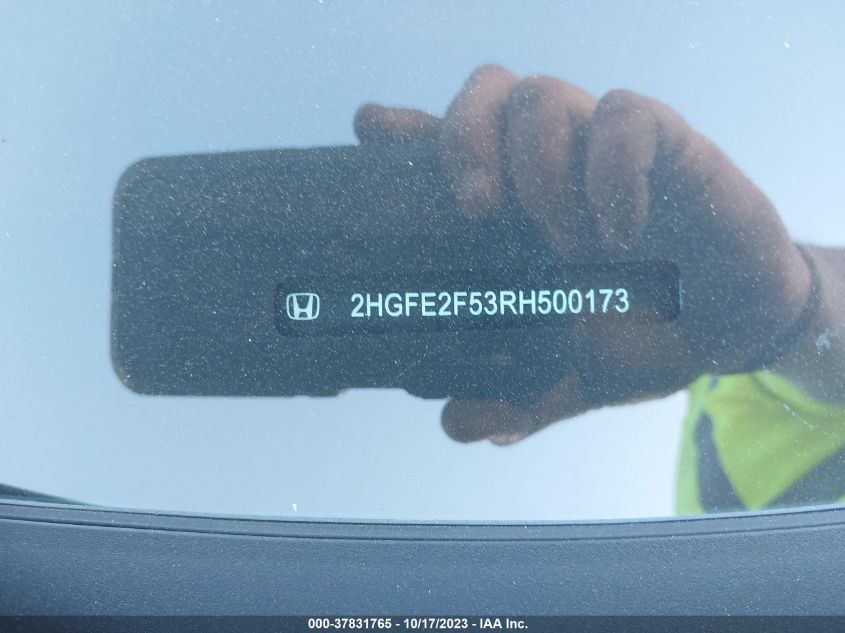 2HGFE2F53RH500173
000-37831765 - 10/17/2023 - IAA Inc.